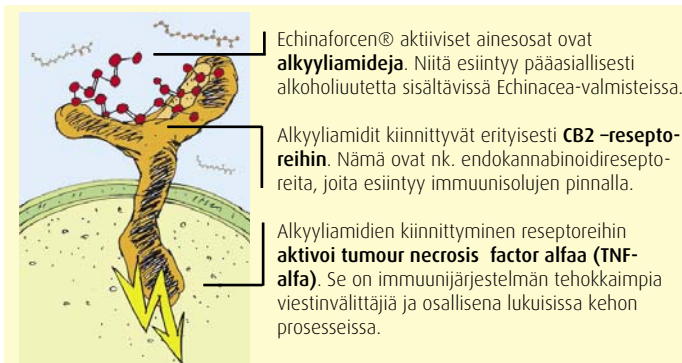 Echinaforcen® aktiiviset ainesosat ovat
alkyyliamideja. Niitä esiintyy pääasiallisesti
alkoholiuutetta sisältävissä Echinacea-valmisteissa.
Alkyyliamidit kiinnittyvät erityisesti CB2 –resepto-
reihin. Nämä ovat nk. endokannabinoidiresepto-
reita, joita esiintyy immuunisolujen pinnalla.
Alkyyliamidien kiinnittyminen reseptoreihin
aktivoi tumour necrosis factor alfaa (TNF-
alfa). Se on immuunijärjestelmän tehokkaimpia
viestinvälittäjiä ja osallisena lukuisissa kehon
prosesseissa.